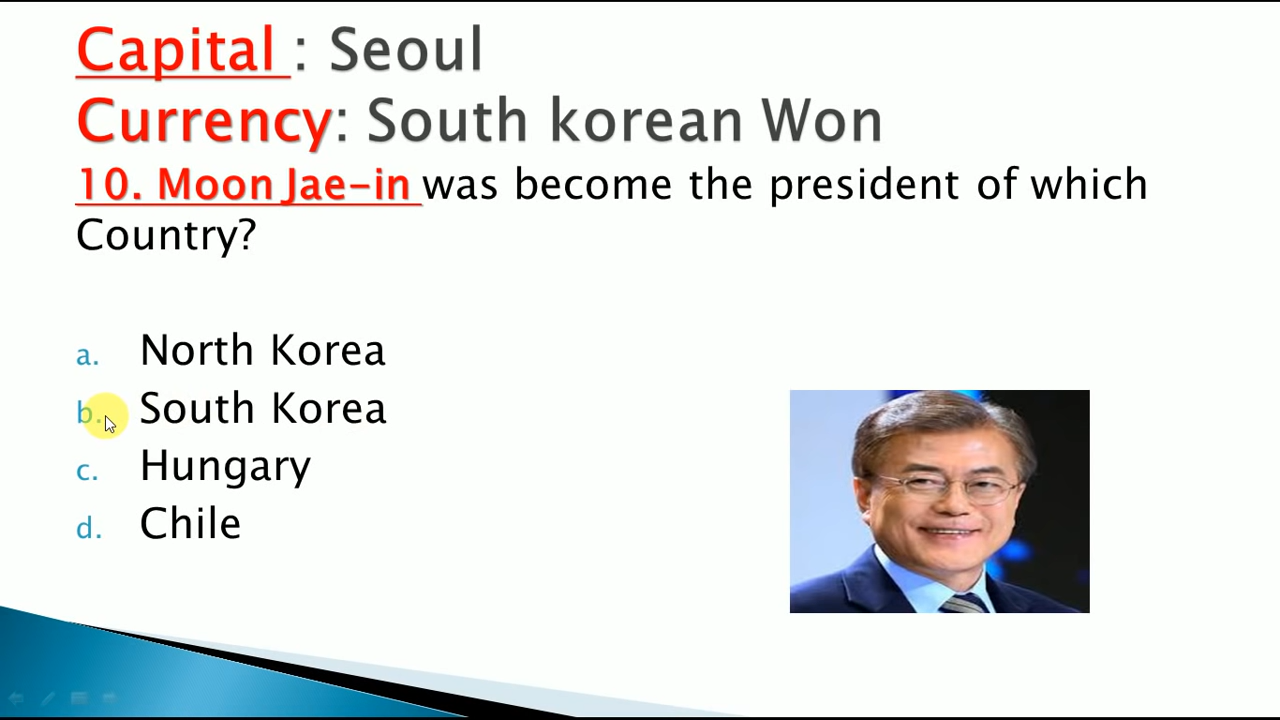 Capital : Seoul
Currency: South korean Won
10. Moon Jae-in was become the president of which
Country?
a. North Korea
b. South Korea
c. Hungary
d. Chile